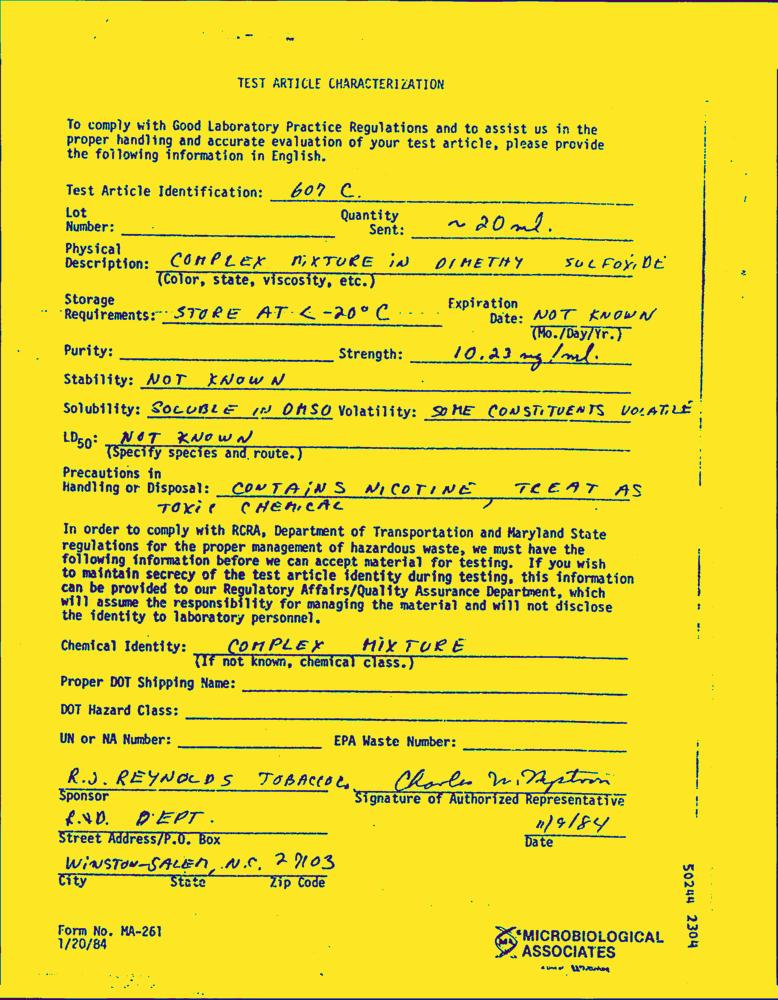 TEST ARTICLE CHARACTERIZATION
To comply with Good Laboratory Practice Regulations and to assist us in the
proper handling and accurate evaluation of your test article, please provide
the following information in English.
Test Article Identification: 607 C.
Lot Number: Quantity Sent: ~ 20 ml.
Physical Description: COMPLEX MIXTURE IN DIMETHY SULFOXIDE
(Color, state, viscosity, etc.)
Storage Requirements: STORE AT < -20° C Expiration Date: NOT KNOWN
(Mo./Day/Yr.)
Purity: Strength: 10.23 mg/ml.
Stability: NOT KNOWN
Solubility: SOLUBLE IN DMSO Volatility: SOME CONSTITUENTS VOLATILE
LD50: NOT KNOWN
(Specify species and route.)
Precautions in
Handling or Disposal: CONTAINS NICOTINE, TREAT AS
TOXIC CHEMICAL
In order to comply with RCRA, Department of Transportation and Maryland State
regulations for the proper management of hazardous waste, we must have the
following information before we can accept material for testing. If you wish
to maintain secrecy of the test article identity during testing, this information
can be provided to our Regulatory Affairs/Quality Assurance Department, which
will assume the responsibility for managing the material and will not disclose
the identity to laboratory personnel.
Chemical Identity: COMPLEX MIXTURE
(If not known, chemical class.)
Proper DOT Shipping Name:
DOT Hazard Class:
UN or NA Number: EPA Waste Number:
R.J. REYNOLDS TOBACCO
Sponsor Signature of Authorized Representative
R.&D. DEPT. 11/9/84
Street Address/P.O. Box Date
WINSTON-SALEM, N.C. 27103
City State Zip Code
50244 2304
Form No. MA-261
1/20/84
MICROBIOLOGICAL
ASSOCIATES